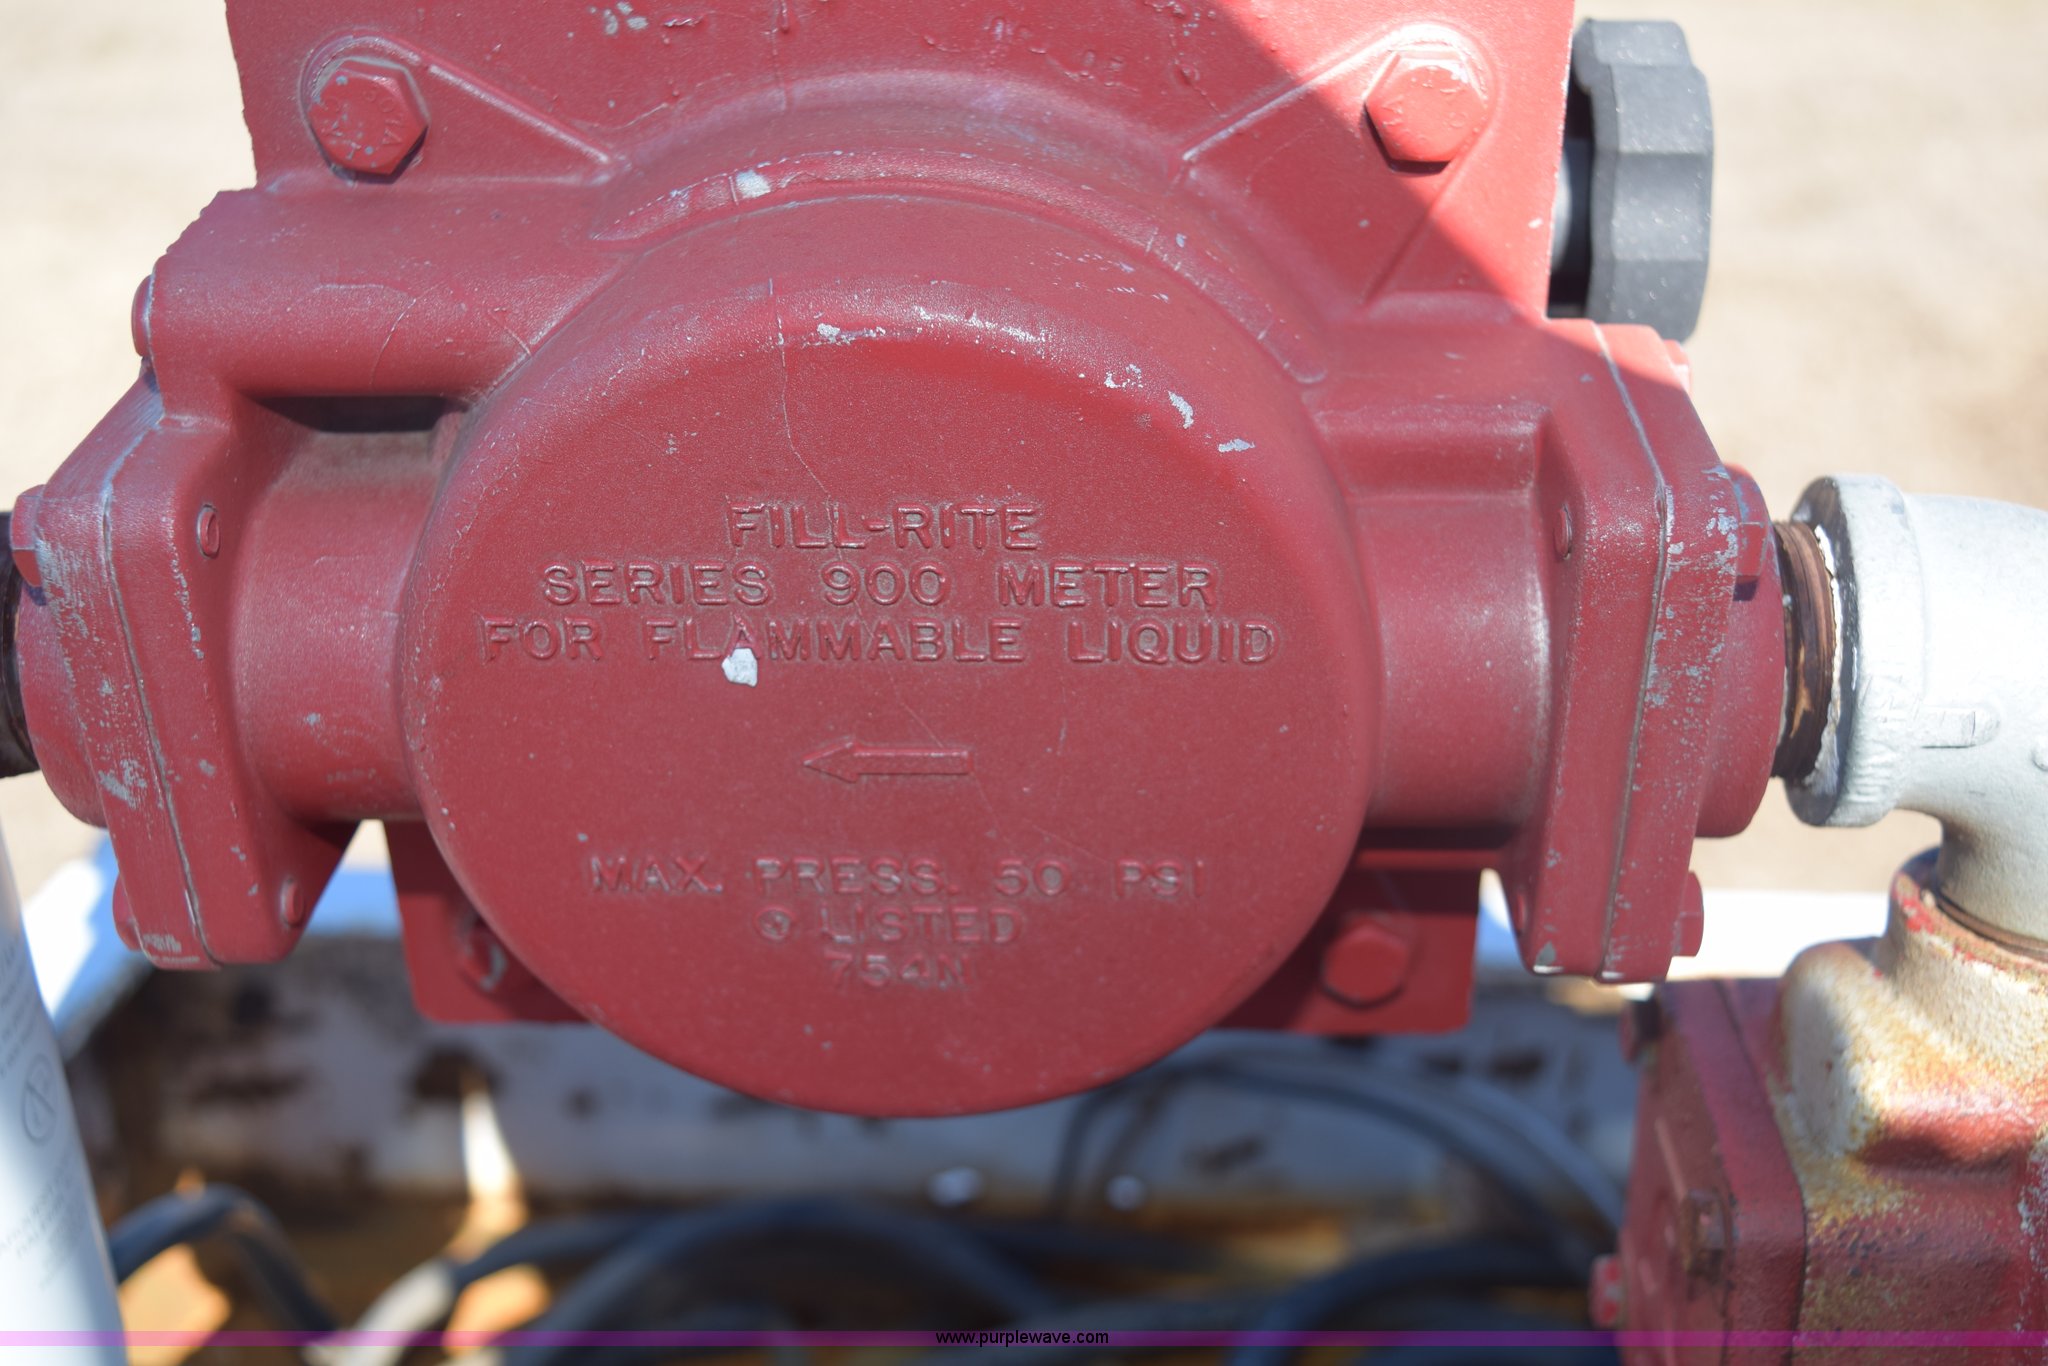 FILL-RITE
SERIES 900 METER
FOR FLAMMABLE LIQUID
MAX. PRESS. 50 PSI
LISTED
754N
www.purplewave.com